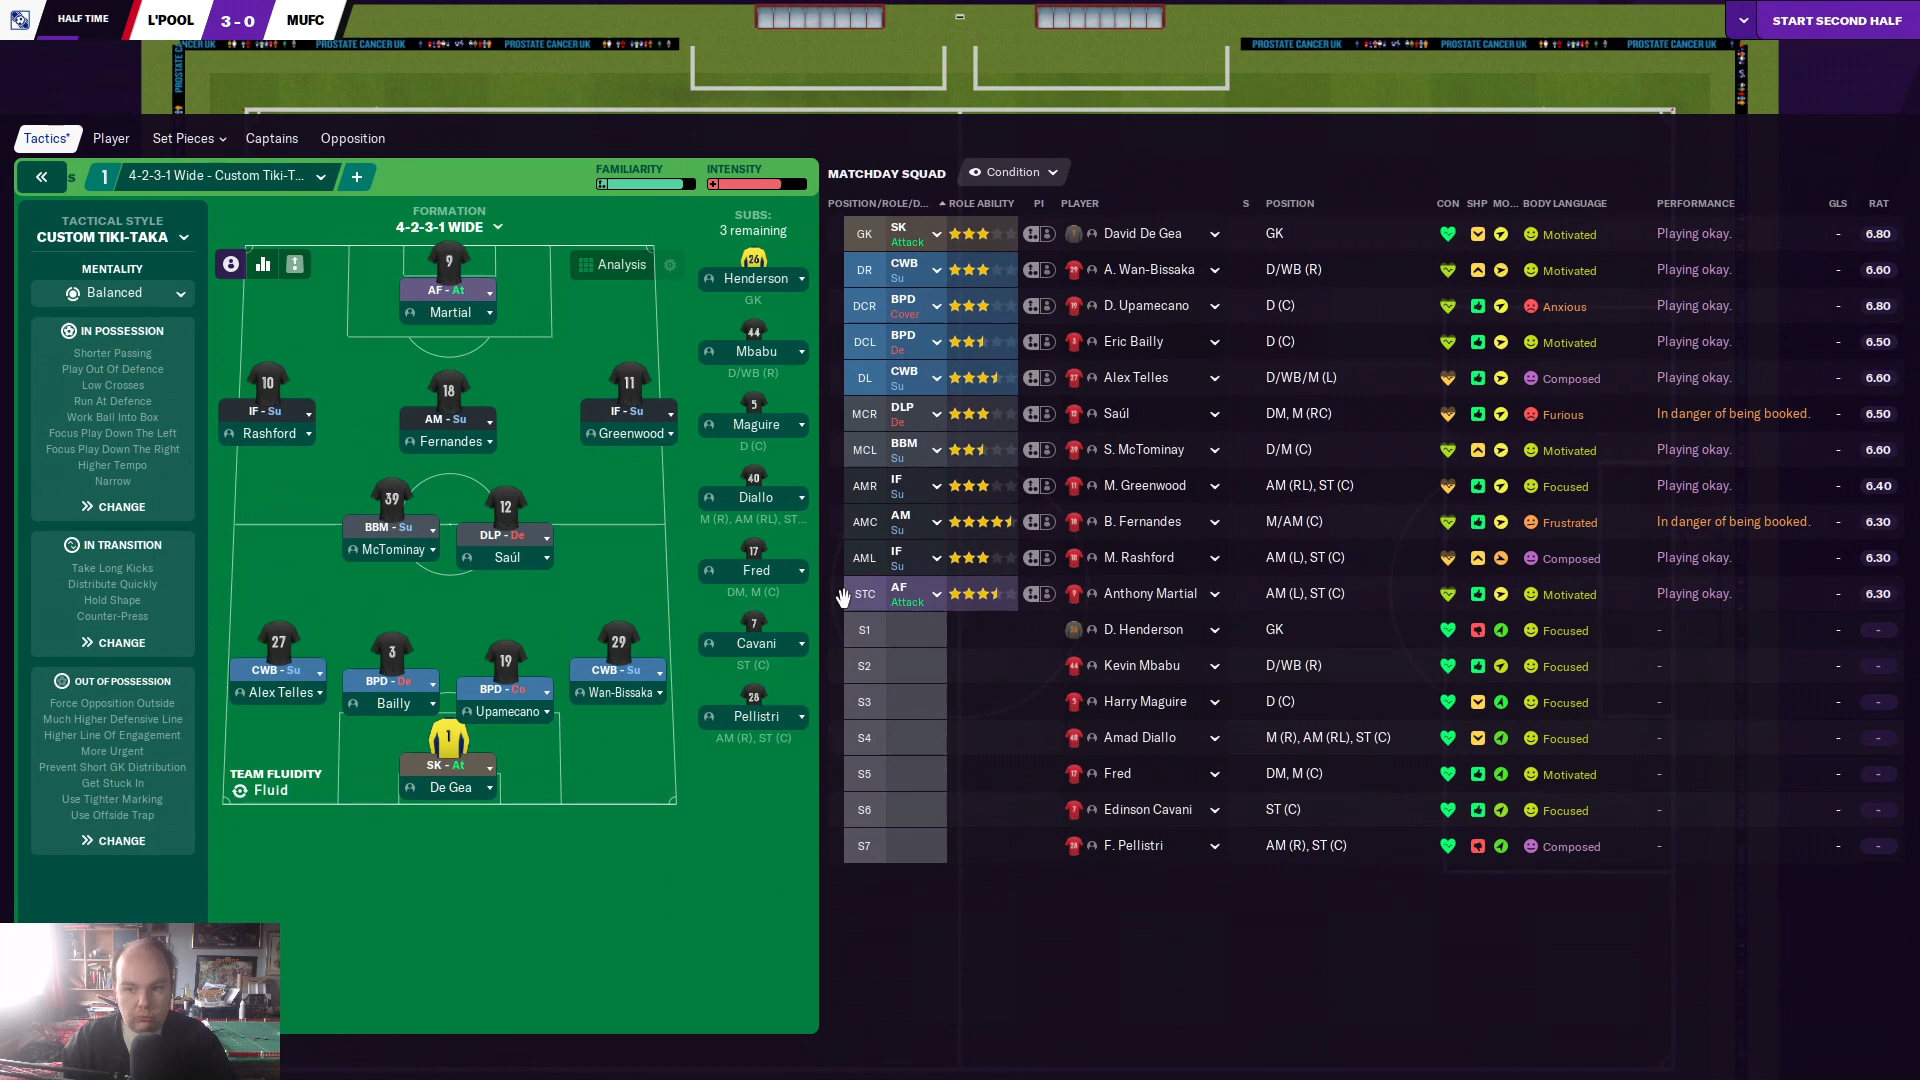 HALF TIME
L'POOL 3 - 0 MUFC
START SECOND HALF
PROSTATE CANCER UK
PROSTATE CANCER UK
PROSTATE CANCER UK
PROSTATE CANCER UK
Tactics* Player Set Pieces Captains Opposition
1 4-2-3-1 Wide - Custom Tiki-T... +
FAMILIARITY
INTENSITY
TACTICAL STYLE
CUSTOM TIKI-TAKA
MENTALITY
Balanced
IN POSSESSION
Shorter Passing
Play Out Of Defence
Low Crosses
Run At Defence
Work Ball Into Box
Focus Play Down The Left
Focus Play Down The Right
Higher Tempo
Narrow
CHANGE
IN TRANSITION
Take Long Kicks
Distribute Quickly
Hold Shape
Counter-Press
CHANGE
OUT OF POSSESSION
Force Opposition Outside
Much Higher Defensive Line
Higher Line Of Engagement
More Urgent
Prevent Short GK Distribution
Get Stuck In
Use Tighter Marking
Use Offside Trap
CHANGE
FORMATION
4-2-3-1 WIDE
Analysis
9
AF - At
Martial
10
IF - Su
Rashford
18
AM - Su
Fernandes
11
IF - Su
Greenwood
39
BBM - Su
McTominay
12
DLP - De
Saúl
27
CWB - Su
Alex Telles
3
BPD - De
Bailly
19
BPD - Co
Upamecano
29
CWB - Su
Wan-Bissaka
1
SK - At
De Gea
TEAM FLUIDITY
Fluid
SUBS:
3 remaining
26
Henderson
GK
44
Mbabu
D/WB (R)
5
Maguire
D (C)
40
Diallo
M (R), AM (RL), ST...
17
Fred
DM, M (C)
7
Cavani
ST (C)
28
Pellistri
AM (R), ST (C)
MATCHDAY SQUAD Condition
POSITION/ROLE/D... ROLE ABILITY PI PLAYER S POSITION CON SHP MO... BODY LANGUAGE PERFORMANCE GLS RAT
GK SK Attack David De Gea GK Motivated Playing okay. - 6.80
DR CWB Su A. Wan-Bissaka D/WB (R) Motivated Playing okay. - 6.60
DCR BPD Cover D. Upamecano D (C) Anxious Playing okay. - 6.80
DCL BPD De Eric Bailly D (C) Motivated Playing okay. - 6.50
DL CWB Su Alex Telles D/WB/M (L) Composed Playing okay. - 6.60
MCR DLP De Saúl DM, M (RC) Furious In danger of being booked. - 6.50
MCL BBM Su S. McTominay D/M (C) Motivated Playing okay. - 6.60
AMR IF Su M. Greenwood AM (RL), ST (C) Focused Playing okay. - 6.40
AMC AM Su B. Fernandes M/AM (C) Frustrated In danger of being booked. - 6.30
AML IF Su M. Rashford AM (L), ST (C) Composed Playing okay. - 6.30
STC AF Attack Anthony Martial AM (L), ST (C) Motivated Playing okay. - 6.30
S1 D. Henderson GK Focused - - -
S2 Kevin Mbabu D/WB (R) Focused - - -
S3 Harry Maguire D (C) Focused - - -
S4 Amad Diallo M (R), AM (RL), ST (C) Focused - - -
S5 Fred DM, M (C) Motivated - - -
S6 Edinson Cavani ST (C) Focused - - -
S7 F. Pellistri AM (R), ST (C) Composed - - -